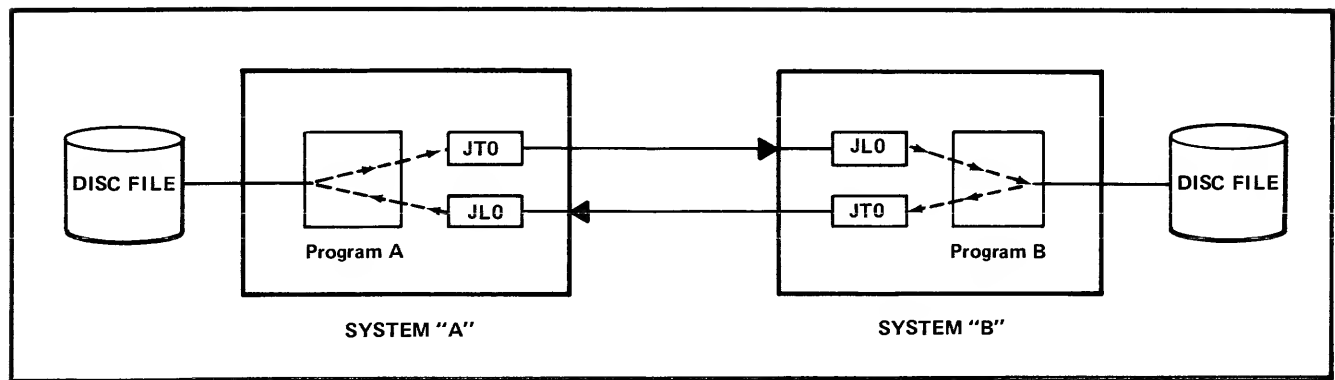 DISC FILE
JT0
JL0
Program A
SYSTEM "A"
JL0
JT0
Program B
SYSTEM "B"
DISC FILE